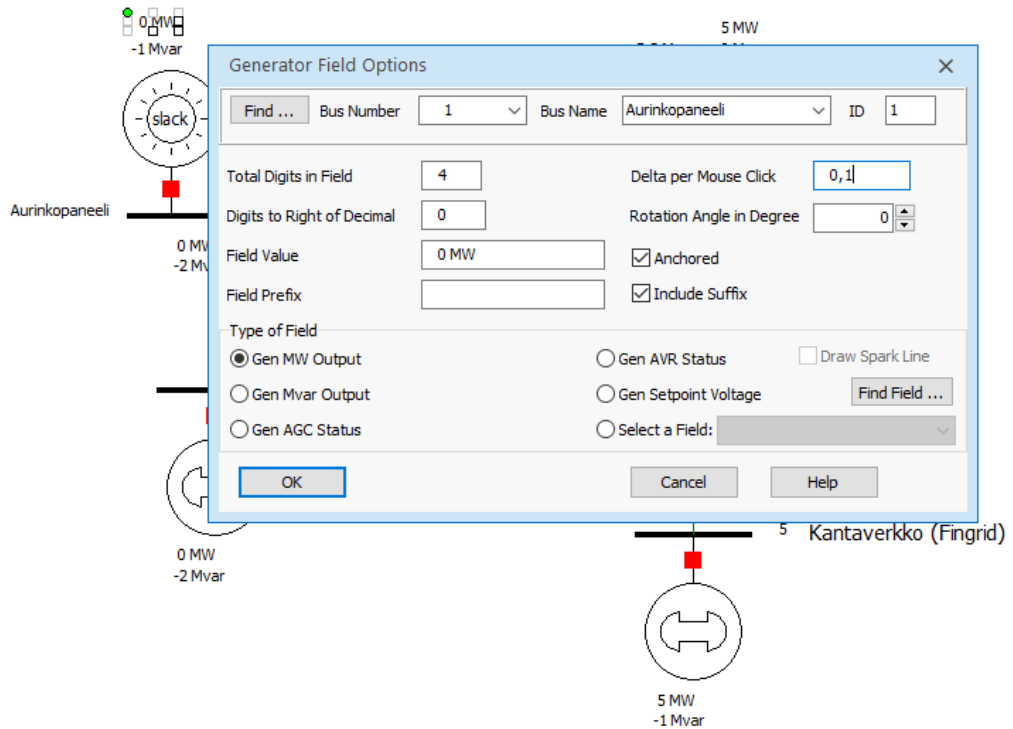 0 MW
-1 Mvar
5 MW
slack
Aurinkopaneeli
0 MW
-2 Mv
Generator Field Options
Find ... Bus Number 1 Bus Name Aurinkopaneeli ID 1
Total Digits in Field 4 Delta per Mouse Click 0,1
Digits to Right of Decimal 0 Rotation Angle in Degree 0
Field Value 0 MW Anchored
Field Prefix Include Suffix
Type of Field
Gen MW Output Gen AVR Status Draw Spark Line
Gen Mvar Output Gen Setpoint Voltage Find Field ...
Gen AGC Status Select a Field:
OK Cancel Help
5 Kantaverkko (Fingrid)
0 MW
-2 Mvar
5 MW
-1 Mvar